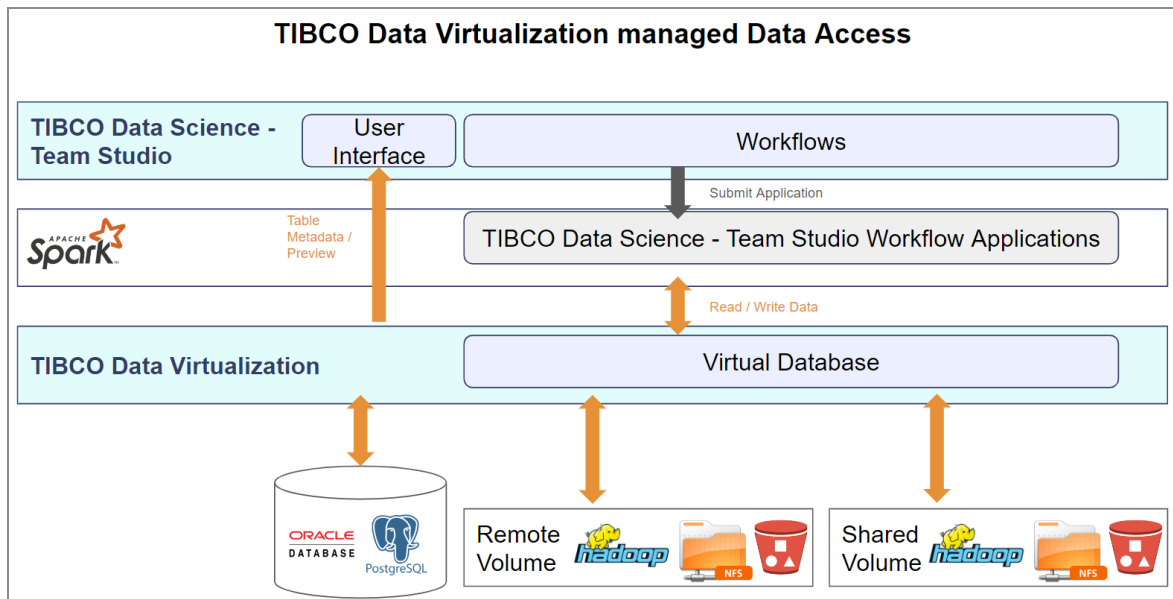 TIBCO Data Virtualization managed Data Access
TIBCO Data Science -
Team Studio
User
Interface
Workflows
Submit Application
APACHE
Spark
Table
Metadata /
Preview
TIBCO Data Science - Team Studio Workflow Applications
Read / Write Data
TIBCO Data Virtualization
Virtual Database
ORACLE
DATABASE
PostgreSQL
Remote
Volume
hadoop
NFS
Shared
Volume
hadoop
NFS